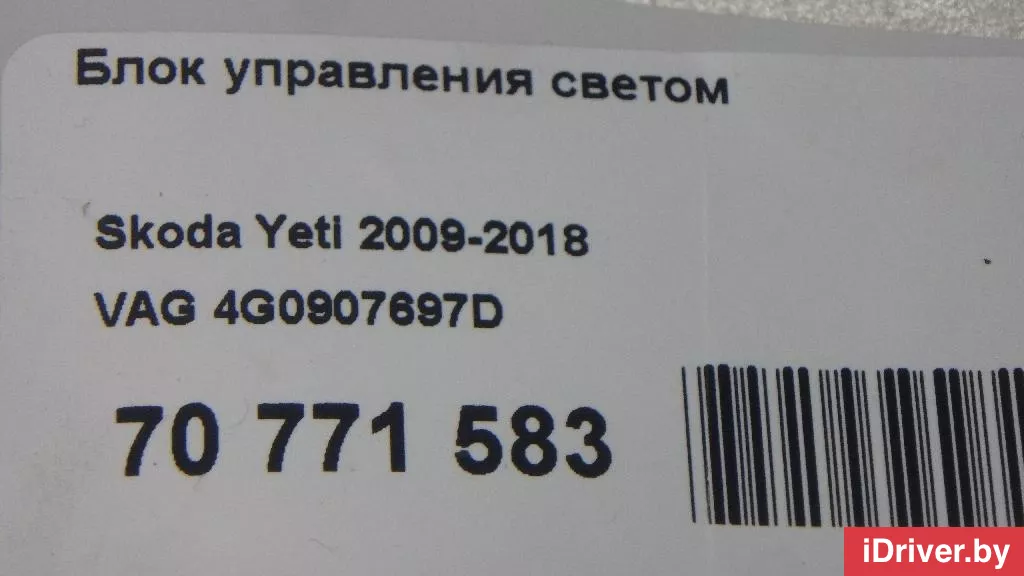 Блок управления светом
Skoda Yeti 2009-2018
VAG 4G0907697D
70 771 583
iDriver.by